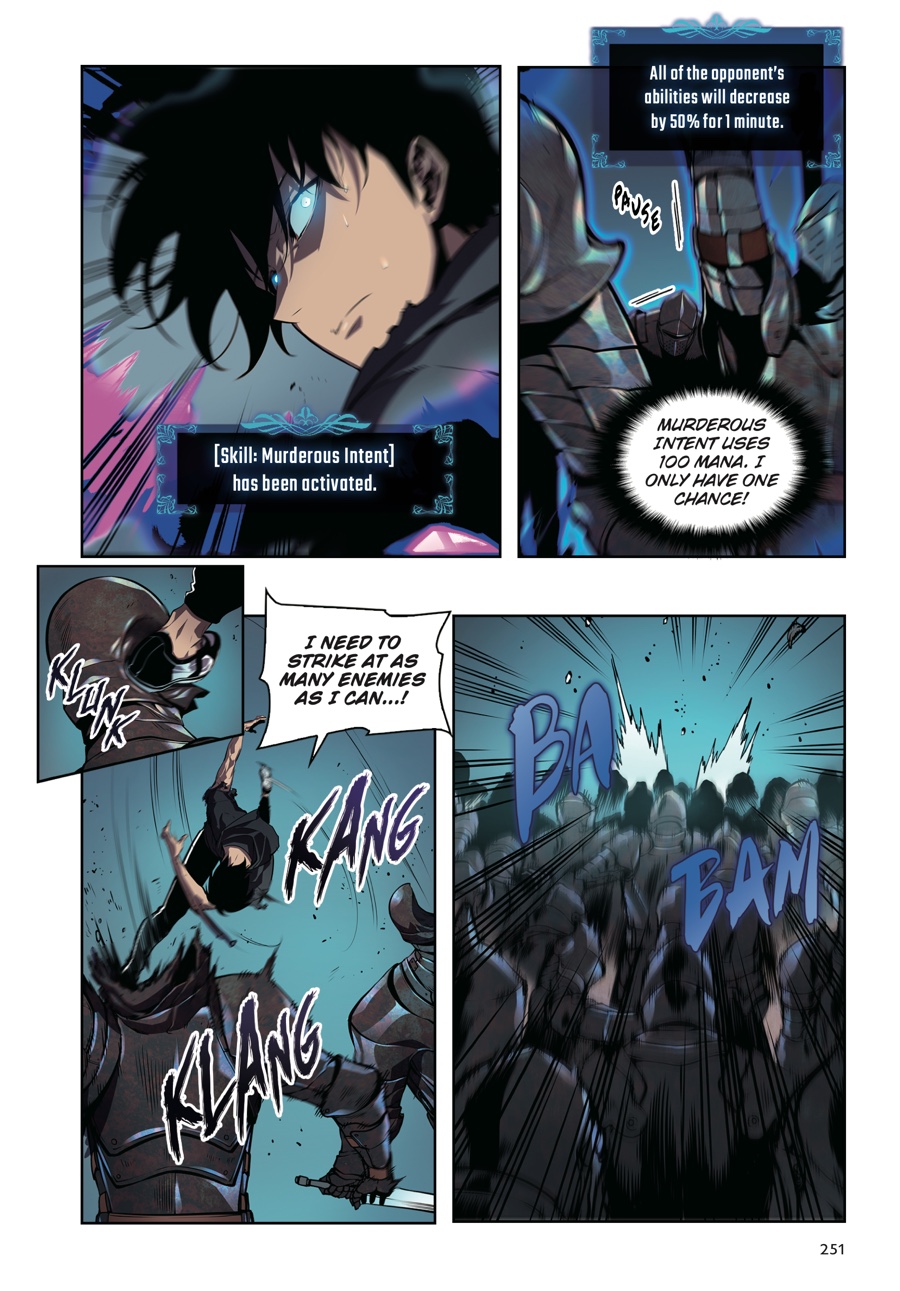 [Skill: Murderous Intent]
has been activated.
All of the opponent's
abilities will decrease
by 50% for 1 minute.
PAUSE
MURDEROUS
INTENT USES
100 MANA. I
ONLY HAVE ONE
CHANCE!
KLUNK
I NEED TO
STRIKE AT AS
MANY ENEMIES
AS I CAN...!
KANG
KLANG
BA
BAM
251